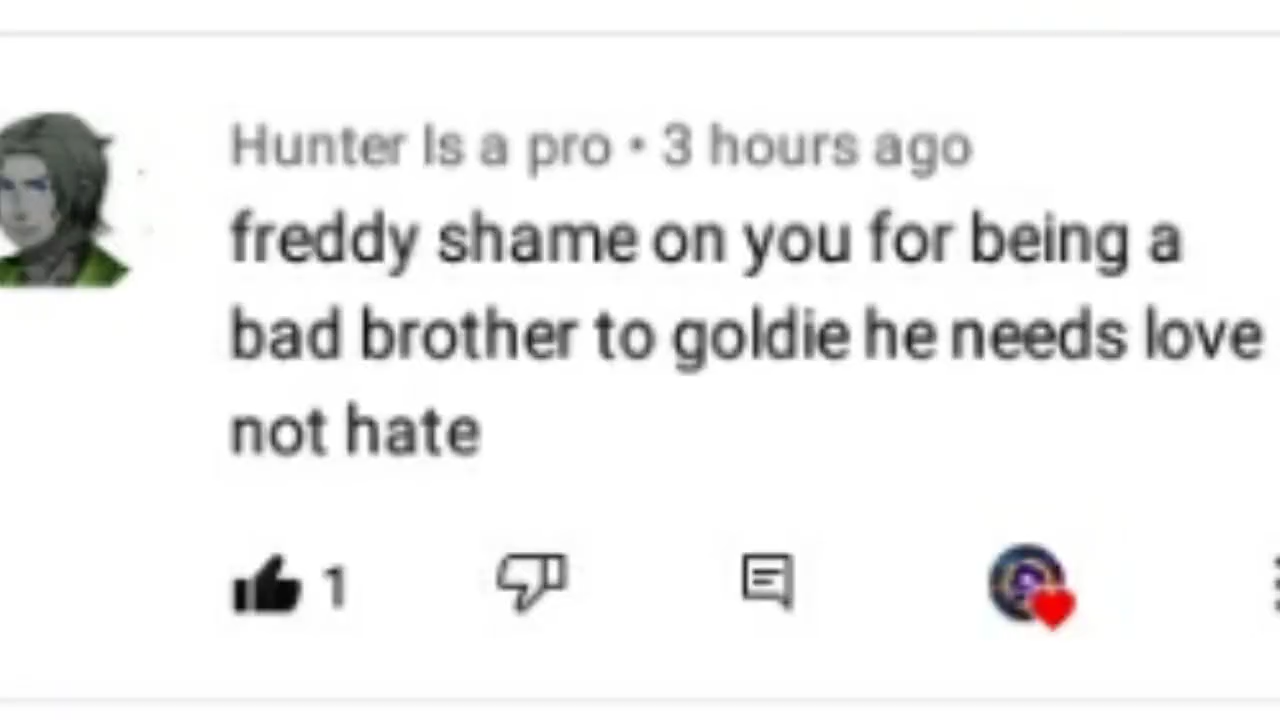 Hunter Is a pro • 3 hours ago
freddy shame on you for being a
bad brother to goldie he needs love
not hate
1